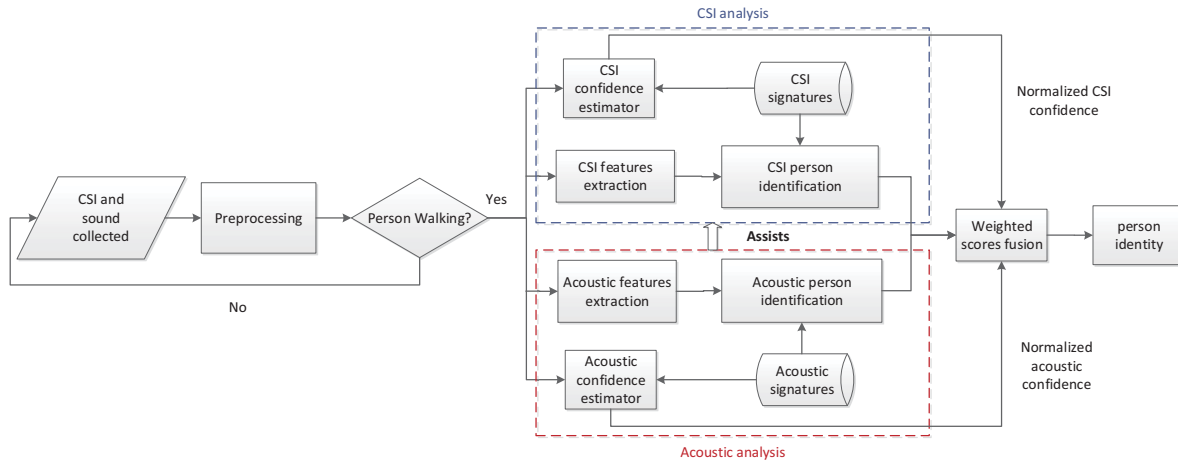 CSI analysis
CSI
confidence
estimator
CSI
signatures
Normalized CSI
confidence
CSI features
extraction
CSI person
identification
CSI and
sound
collected
Preprocessing
Person Walking?
Yes
No
Assists
Weighted
scores fusion
person
identity
Acoustic features
extraction
Acoustic person
identification
Acoustic
confidence
estimator
Acoustic
signatures
Normalized
acoustic
confidence
Acoustic analysis